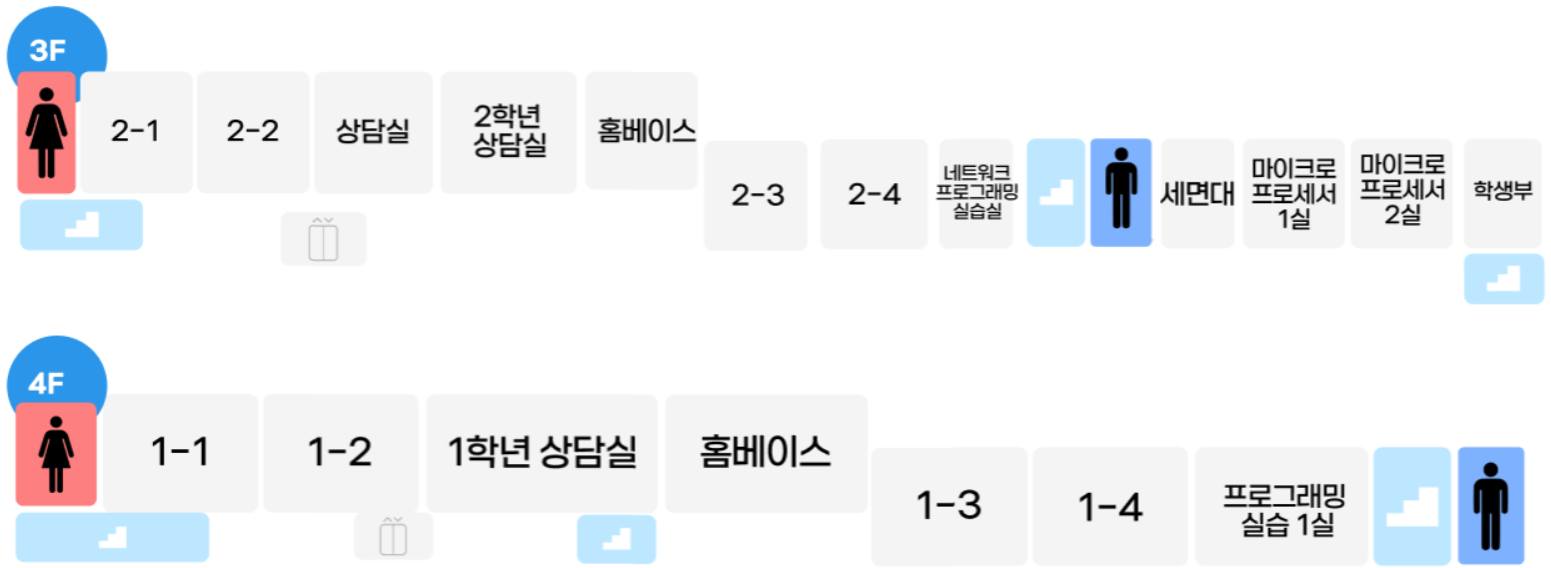 3F
2-1
2-2
상담실
2학년
상담실
홈베이스
2-3
2-4
네트워크
프로그래밍
실습실
세면대
마이크로
프로세서
1실
마이크로
프로세서
2실
학생부
4F
1-1
1-2
1학년 상담실
홈베이스
1-3
1-4
프로그래밍
실습 1실